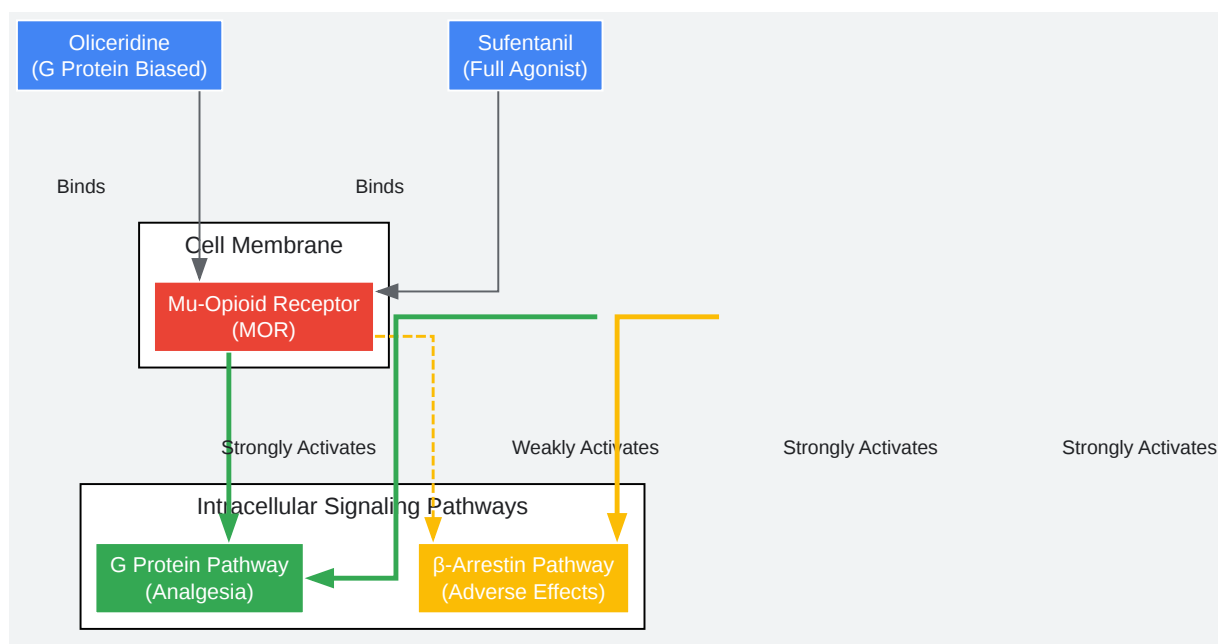 Oliceridine
(G Protein Biased)
Sufentanil
(Full Agonist)
Binds
Binds
Cell Membrane
Mu-Opioid Receptor
(MOR)
Strongly Activates
Weakly Activates
Strongly Activates
Strongly Activates
Intracellular Signaling Pathways
G Protein Pathway
(Analgesia)
β-Arrestin Pathway
(Adverse Effects)